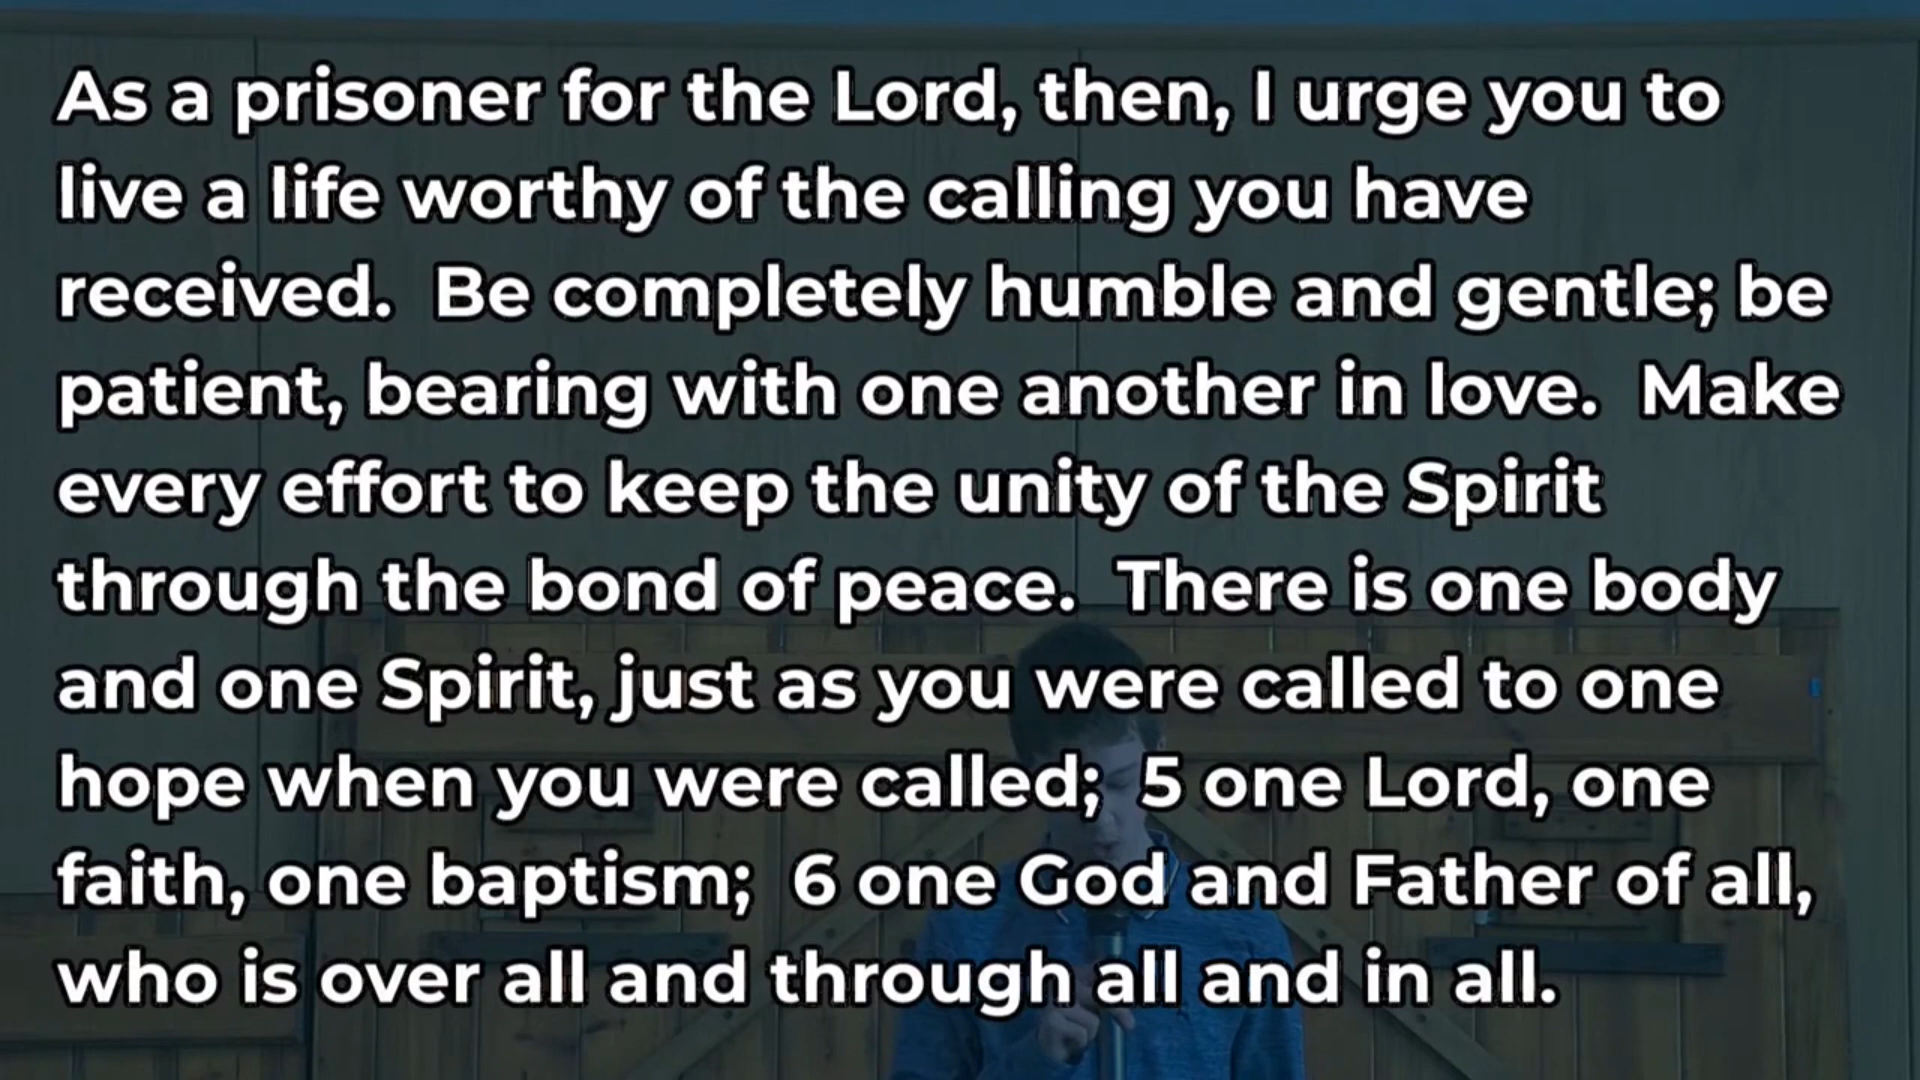 As a prisoner for the Lord, then, I urge you to
live a life worthy of the calling you have
received.  Be completely humble and gentle; be
patient, bearing with one another in love.  Make
every effort to keep the unity of the Spirit
through the bond of peace.  There is one body
and one Spirit, just as you were called to one
hope when you were called;  5 one Lord, one
faith, one baptism;  6 one God and Father of all,
who is over all and through all and in all.